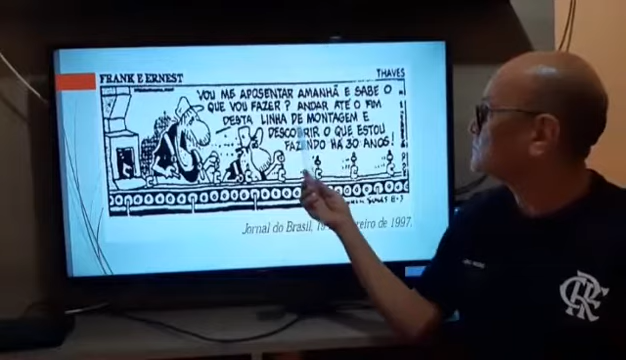 FRANK E ERNEST
THAVES
VOU ME APOSENTAR AMANHÃ E SABE O
QUE VOU FAZER? ANDAR ATÉ O FIM
DESTA LINHA DE MONTAGEM E
DESCOBRIR O QUE ESTOU
FAZENDO HÁ 30 ANOS!
Jornal do Brasil, de 1997.
CRF